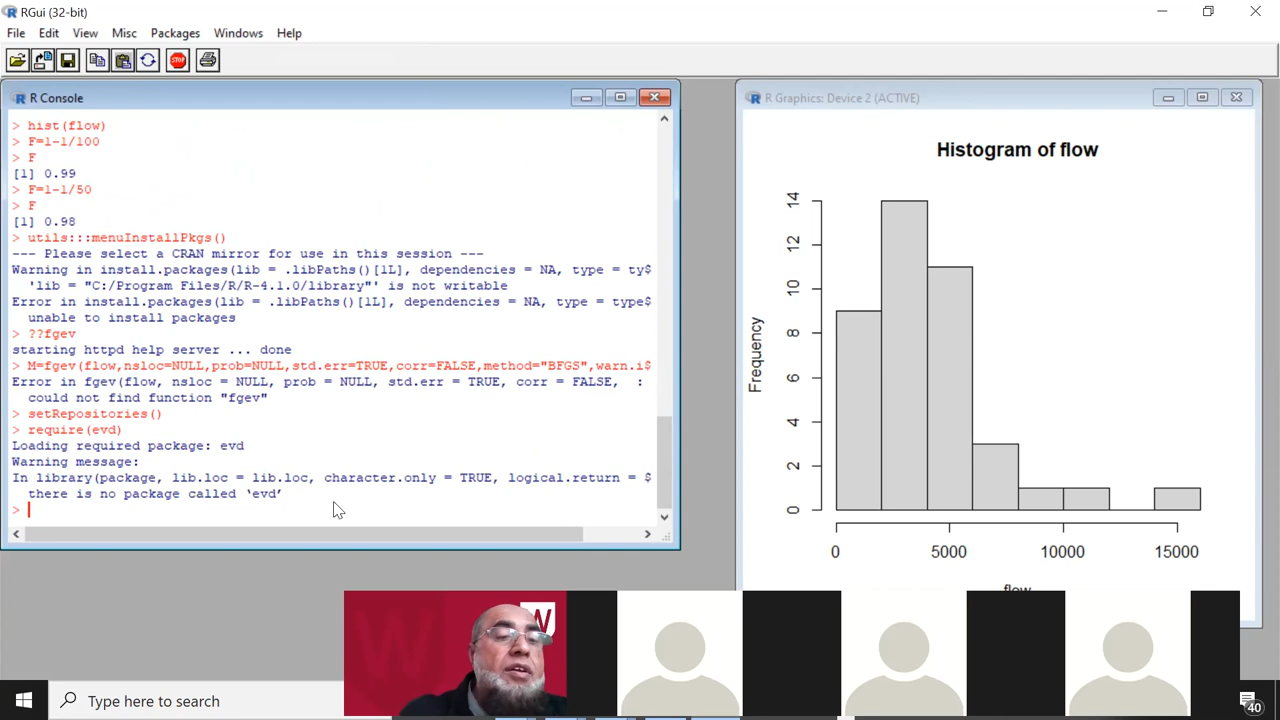 RGui (32-bit)
File Edit View Misc Packages Windows Help
STOP
R Console
> hist(flow)
> F=1-1/100
> F
[1] 0.99
> F=1-1/50
> F
[1] 0.98
> utils:::menuInstallPkgs()
--- Please select a CRAN mirror for use in this session ---
Warning in install.packages(lib = .libPaths()[1L], dependencies = NA, type = ty$
'lib = "C:/Program Files/R/R-4.1.0/library"' is not writable
Error in install.packages(lib = .libPaths()[1L], dependencies = NA, type = type$
unable to install packages
> ??fgev
starting httpd help server ... done
> M=fgev(flow,nsloc=NULL,prob=NULL,std.err=TRUE,corr=FALSE,method="BFGS",warn.i$
Error in fgev(flow, nsloc = NULL, prob = NULL, std.err = TRUE, corr = FALSE, :
could not find function "fgev"
> setRepositories()
> require(evd)
Loading required package: evd
Warning message:
In library(package, lib.loc = lib.loc, character.only = TRUE, logical.return = $
there is no package called ‘evd’
>
R Graphics: Device 2 (ACTIVE)
Histogram of flow
Frequency
14
12
10
8
6
4
2
0
0 5000 10000 15000
flow
W
Type here to search
40